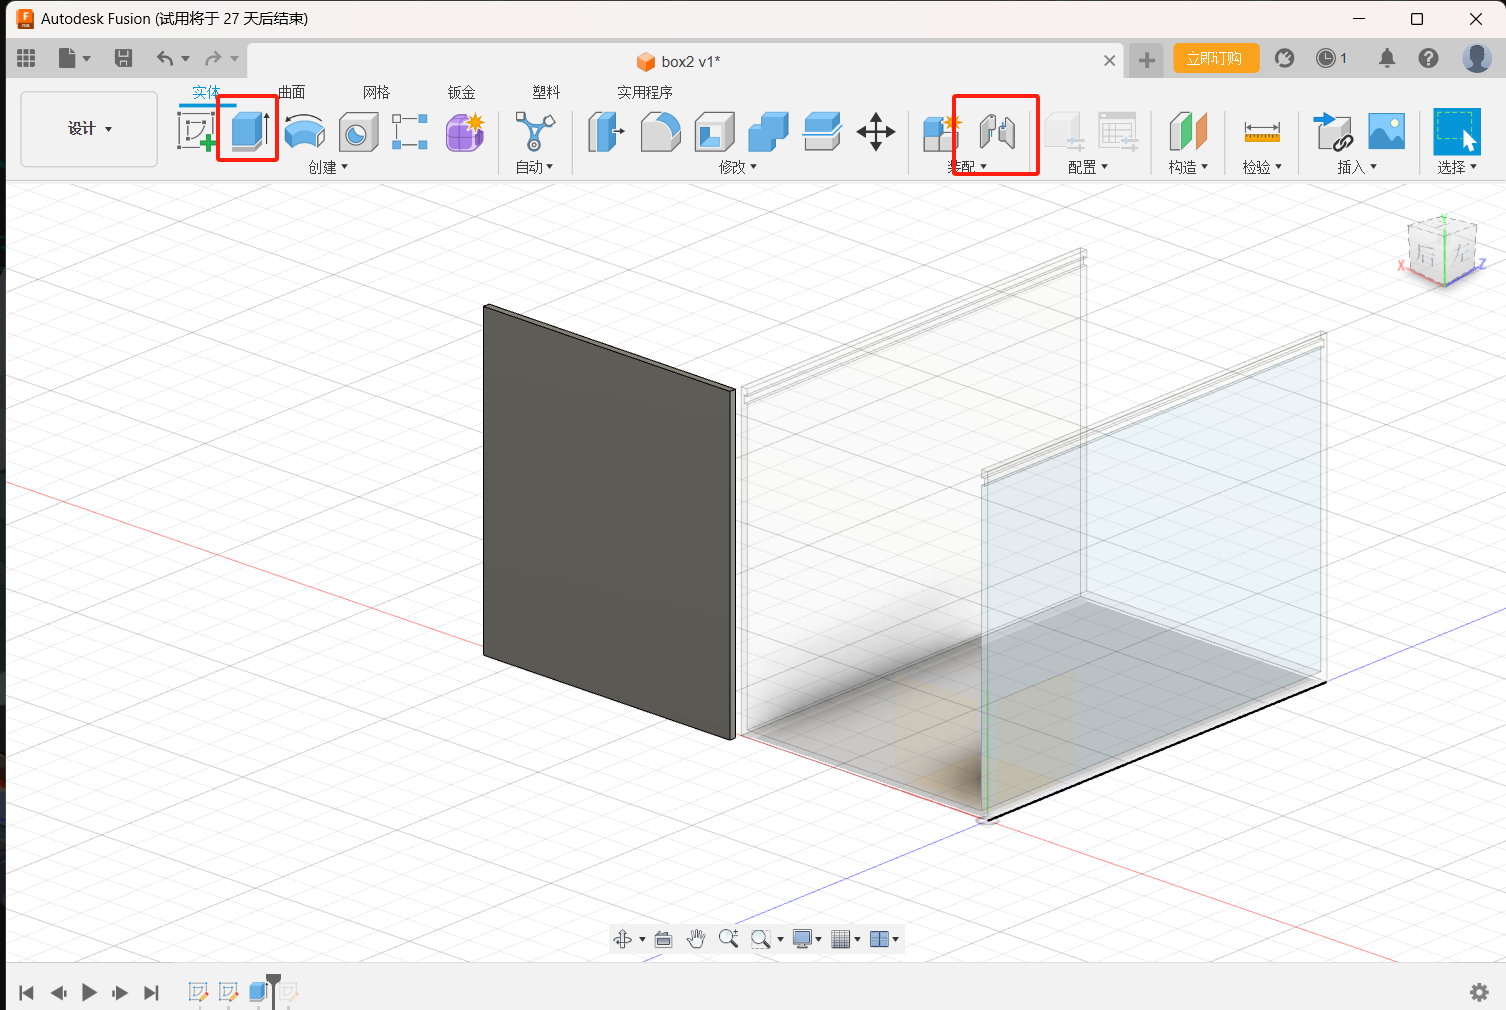 Autodesk Fusion (试用将于 27 天后结束)
box2 v1*
立即订购
1
设计
实体
曲面
网格
钣金
塑料
实用程序
创建
自动
修改
装配
配置
构造
检验
插入
选择
Y
后
左
X
Z